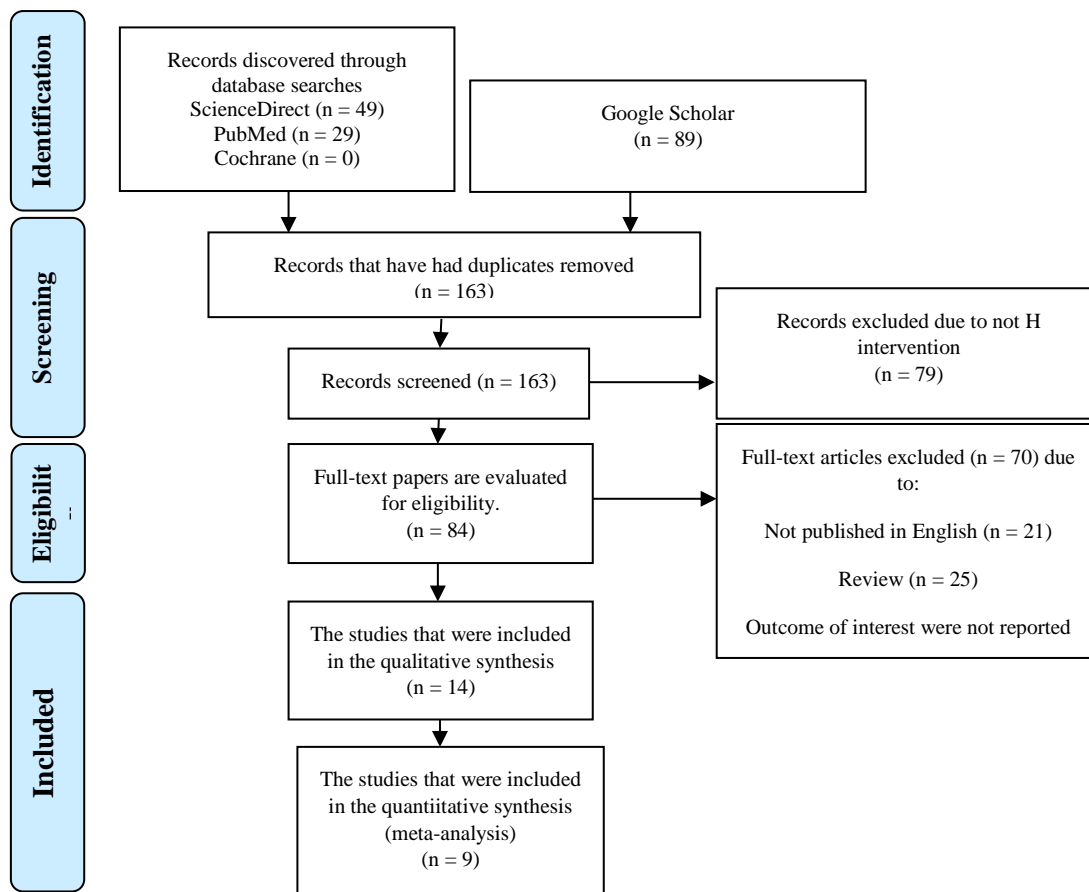 Identification
Records discovered through
database searches
ScienceDirect (n = 49)
PubMed (n = 29)
Cochrane (n = 0)
Google Scholar
(n = 89)
Screening
Records that have had duplicates removed
(n = 163)
Records screened (n = 163)
Records excluded due to not H
intervention
(n = 79)
Eligibilit
Full-text papers are evaluated
for eligibility.
(n = 84)
Full-text articles excluded (n = 70) due
to:
Not published in English (n = 21)
Review (n = 25)
Outcome of interest were not reported
Included
The studies that were included
in the qualitative synthesis
(n = 14)
The studies that were included
in the quantiitative synthesis
(meta-analysis)
(n = 9)